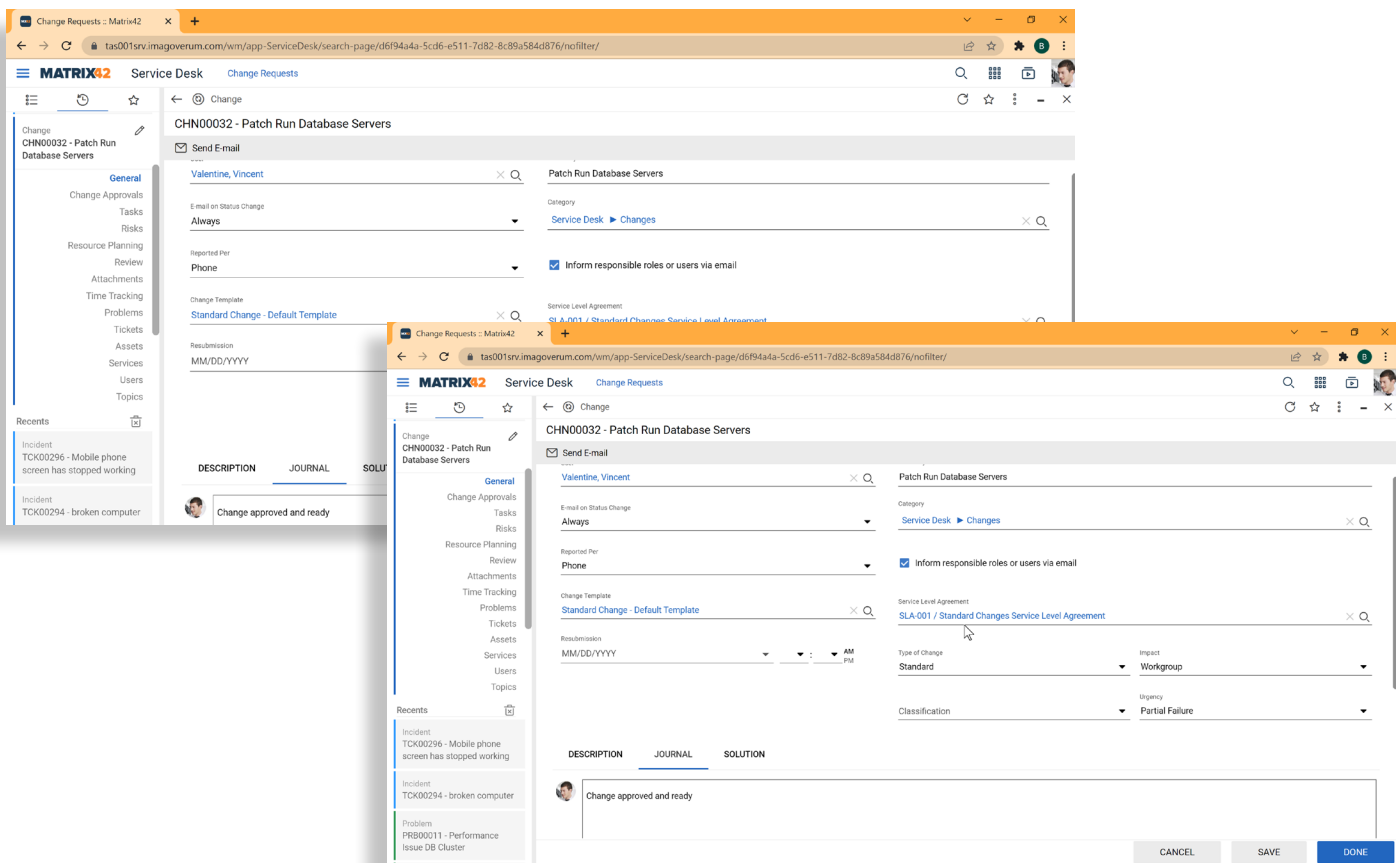 Change Requests :: Matrix42
tas001srv.imagoverum.com/wm/app-ServiceDesk/search-page/d6f94a4a-5cd6-e511-7d82-8c89a584d876/nofilter/
B
MATRIX42 Service Desk Change Requests
Change
CHN00032 - Patch Run Database Servers
Send E-mail
Change
CHN00032 - Patch Run
Database Servers
General
Change Approvals
Tasks
Risks
Resource Planning
Review
Attachments
Time Tracking
Problems
Tickets
Assets
Services
Users
Topics
Recents
Incident
TCK00296 - Mobile phone
screen has stopped working
Incident
TCK00294 - broken computer
Valentine, Vincent
Patch Run Database Servers
E-mail on Status Change
Always
Category
Service Desk ▶ Changes
Reported Per
Phone
Inform responsible roles or users via email
Change Template
Standard Change - Default Template
Service Level Agreement
SLA-001 / Standard Changes Service Level Agreement
Resubmission
MM/DD/YYYY
DESCRIPTION JOURNAL
Change approved and ready
Change Requests :: Matrix42
tas001srv.imagoverum.com/wm/app-ServiceDesk/search-page/d6f94a4a-5cd6-e511-7d82-8c89a584d876/nofilter/
B
MATRIX42 Service Desk Change Requests
Change
CHN00032 - Patch Run Database Servers
Send E-mail
Change
CHN00032 - Patch Run
Database Servers
General
Change Approvals
Tasks
Risks
Resource Planning
Review
Attachments
Time Tracking
Problems
Tickets
Assets
Services
Users
Topics
Recents
Incident
TCK00296 - Mobile phone
screen has stopped working
Incident
TCK00294 - broken computer
Problem
PRB00011 - Performance
Issue DB Cluster
Valentine, Vincent
Patch Run Database Servers
E-mail on Status Change
Always
Category
Service Desk ▶ Changes
Reported Per
Phone
Inform responsible roles or users via email
Change Template
Standard Change - Default Template
Service Level Agreement
SLA-001 / Standard Changes Service Level Agreement
Resubmission
MM/DD/YYYY : AM
PM
Type of Change
Standard
Impact
Workgroup
Classification
Urgency
Partial Failure
DESCRIPTION JOURNAL SOLUTION
Change approved and ready
CANCEL SAVE DONE